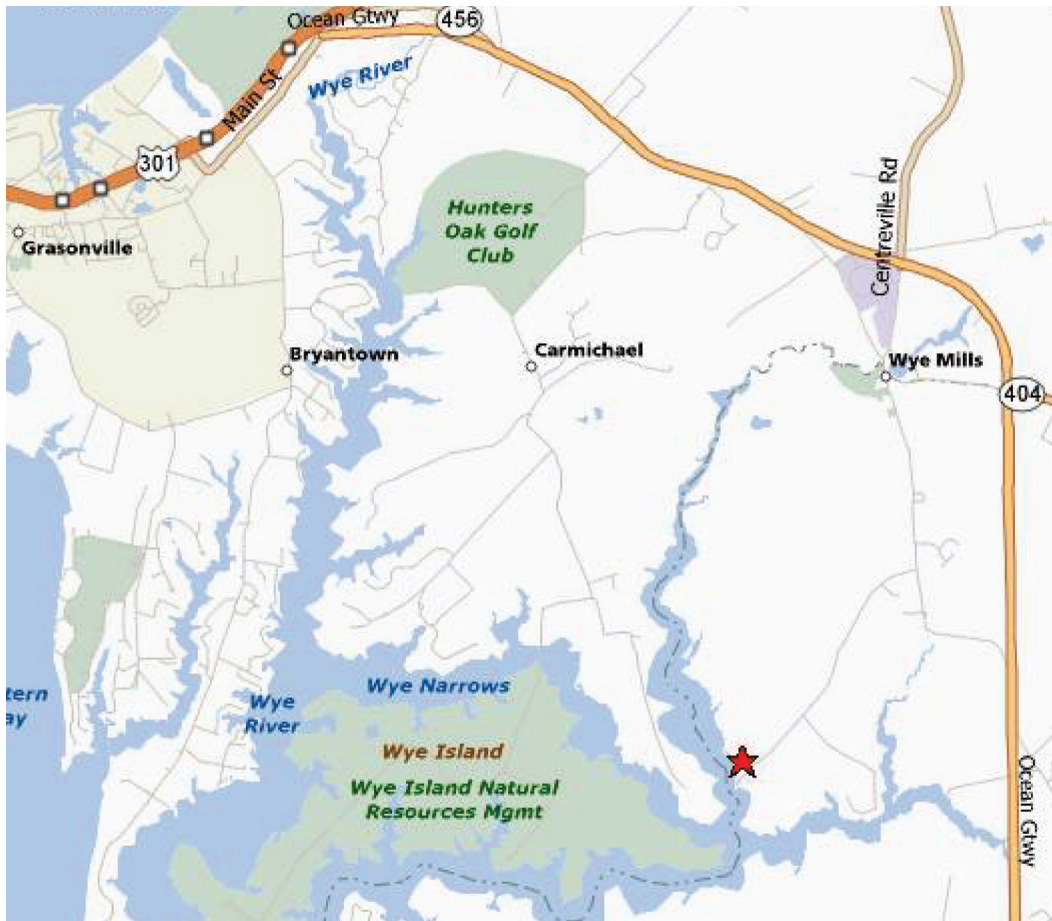 Ocean Gtwy
456
Wye River
Main St
301
Hunters
Oak Golf
Club
Centreville Rd
Grasonville
Bryantown
Carmichael
Wye Mills
404
tern
ay
Wye
River
Wye Narrows
Wye Island
Wye Island Natural
Resources Mgmt
Ocean Gtwy